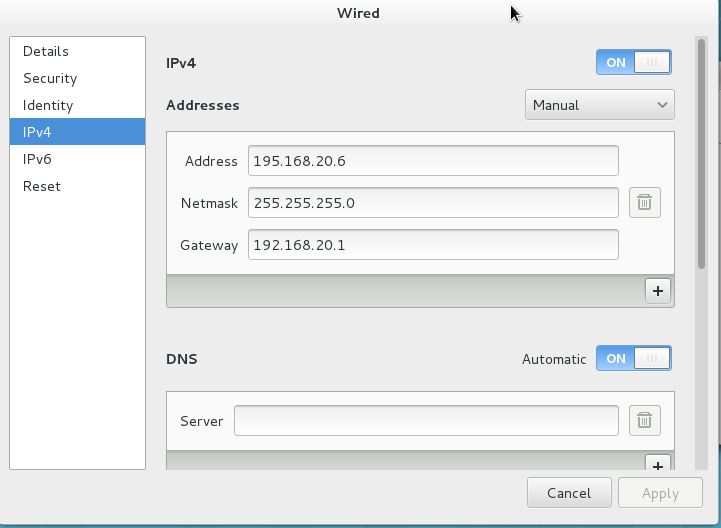 Wired
Details
Security
Identity
IPv4
IPv6
Reset
IPv4 ON
Addresses Manual
Address 195.168.20.6
Netmask 255.255.255.0
Gateway 192.168.20.1
+
DNS Automatic ON
Server
+
Cancel Apply